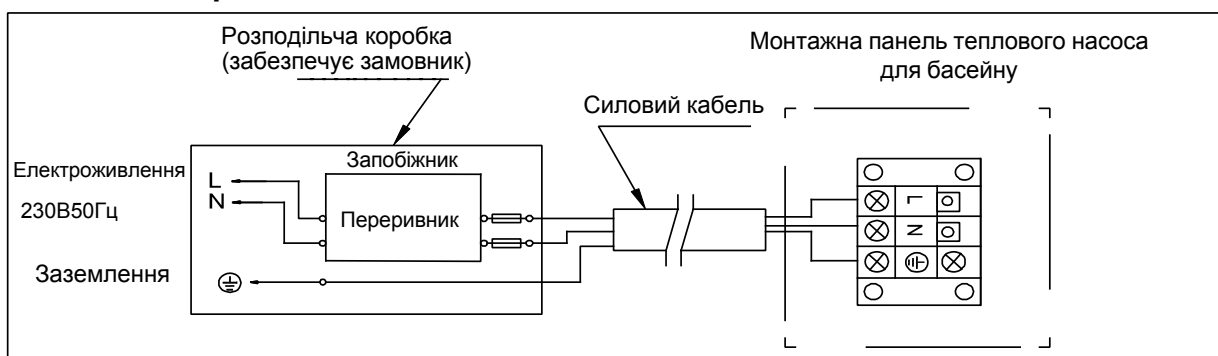 Розподільча коробка
(забезпечує замовник)
Монтажна панель теплового насоса
для басейну
Силовий кабель
Запобіжник
Електроживлення
230В50Гц
L
N
Переривник
L
N
Заземлення